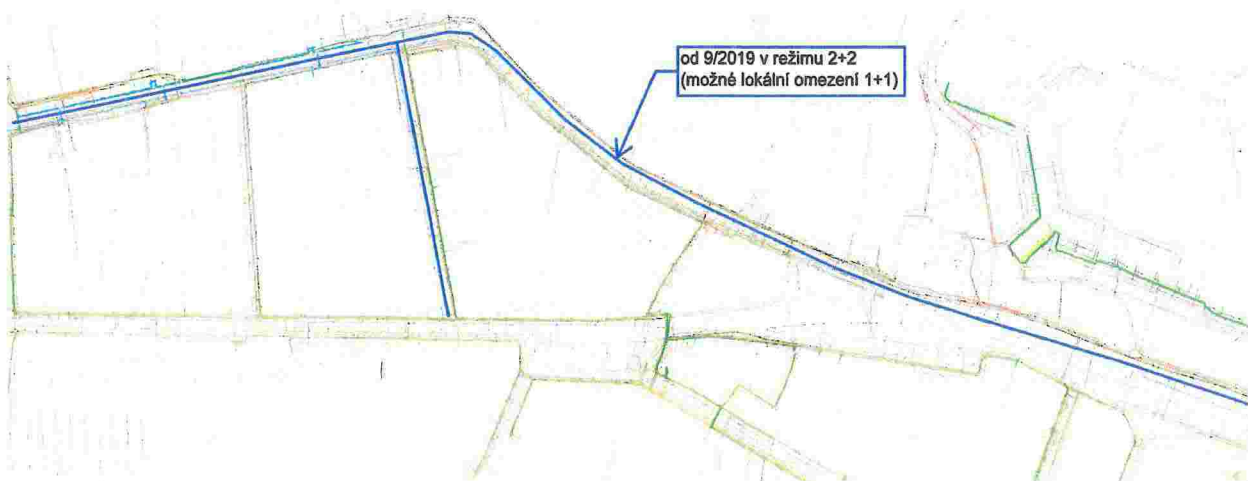 od 9/2019 v režimu 2+2
(možné lokální omezení 1+1)